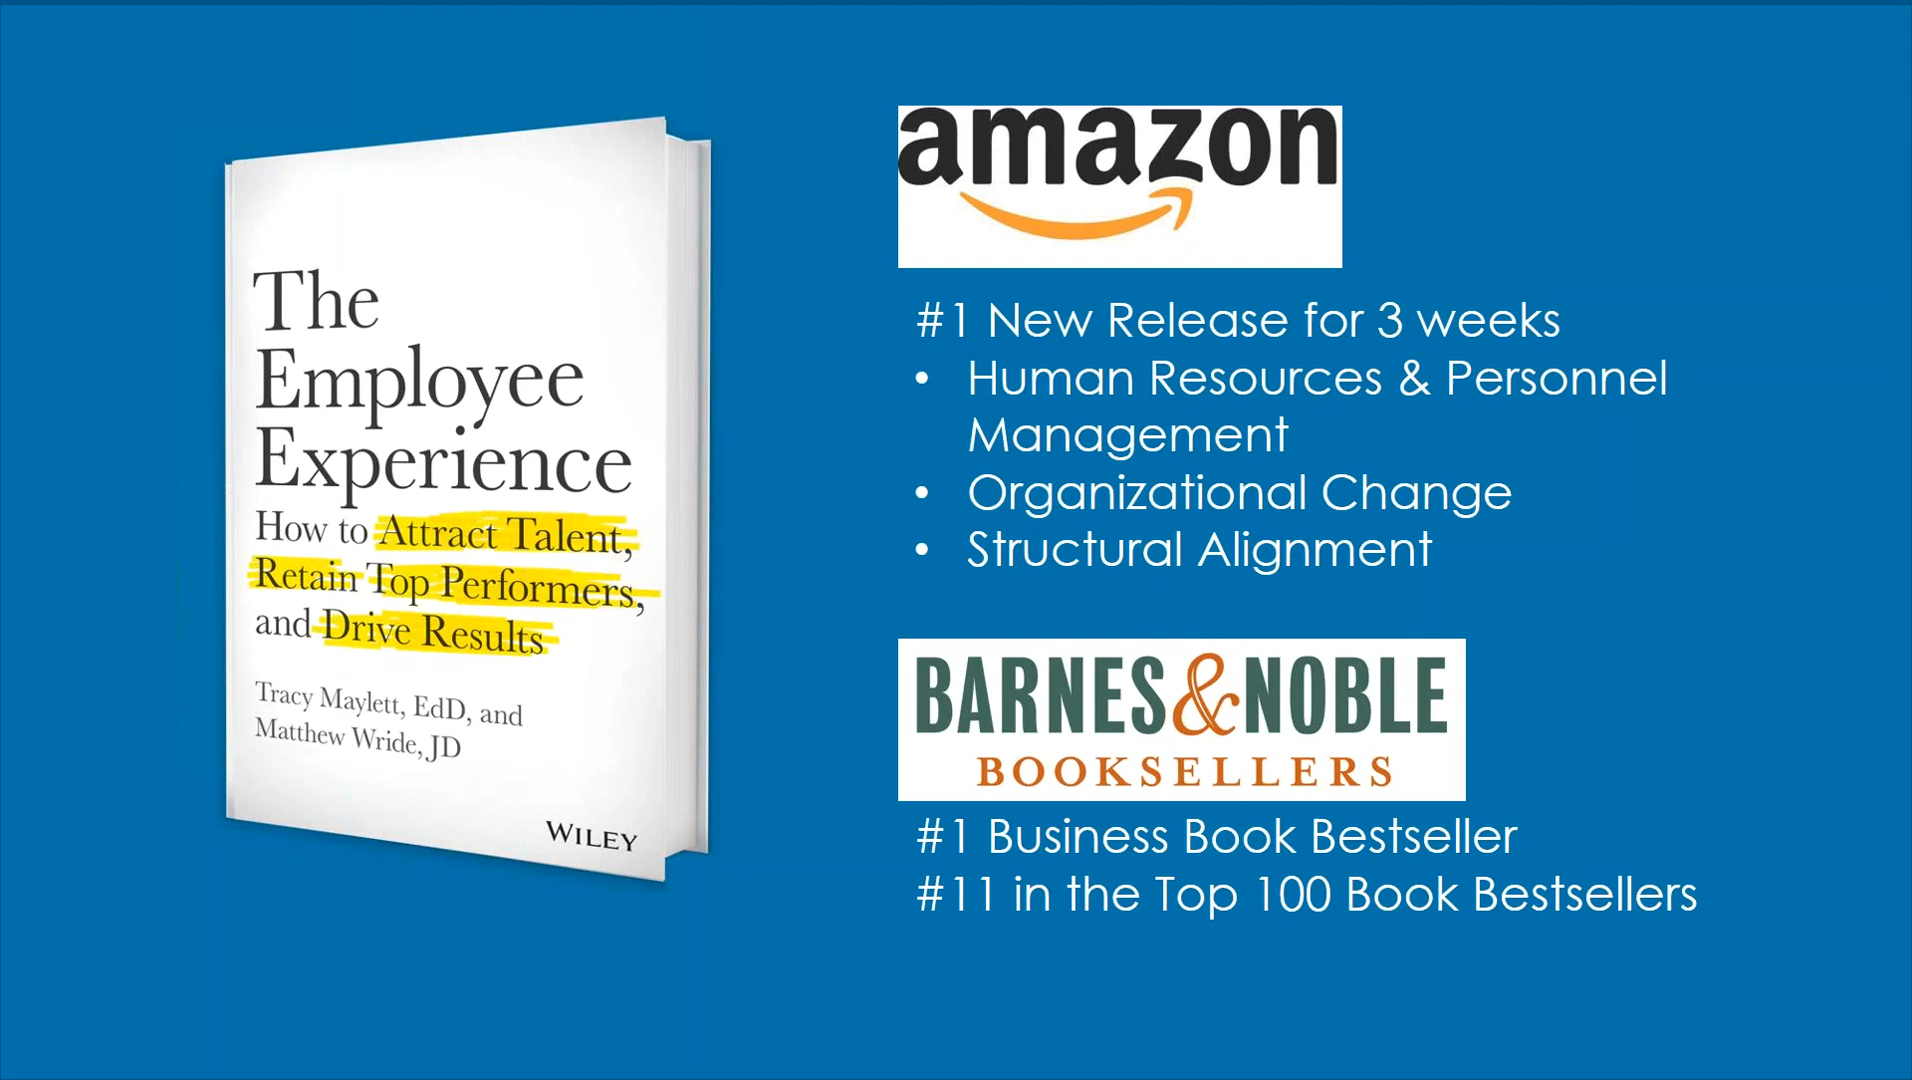 The
Employee
Experience
How to Attract Talent,
Retain Top Performers,
and Drive Results
Tracy Maylett, EdD, and
Matthew Wride, JD
WILEY
amazon
#1 New Release for 3 weeks
• Human Resources & Personnel
Management
• Organizational Change
• Structural Alignment
BARNES & NOBLE
BOOKSELLERS
#1 Business Book Bestseller
#11 in the Top 100 Book Bestsellers